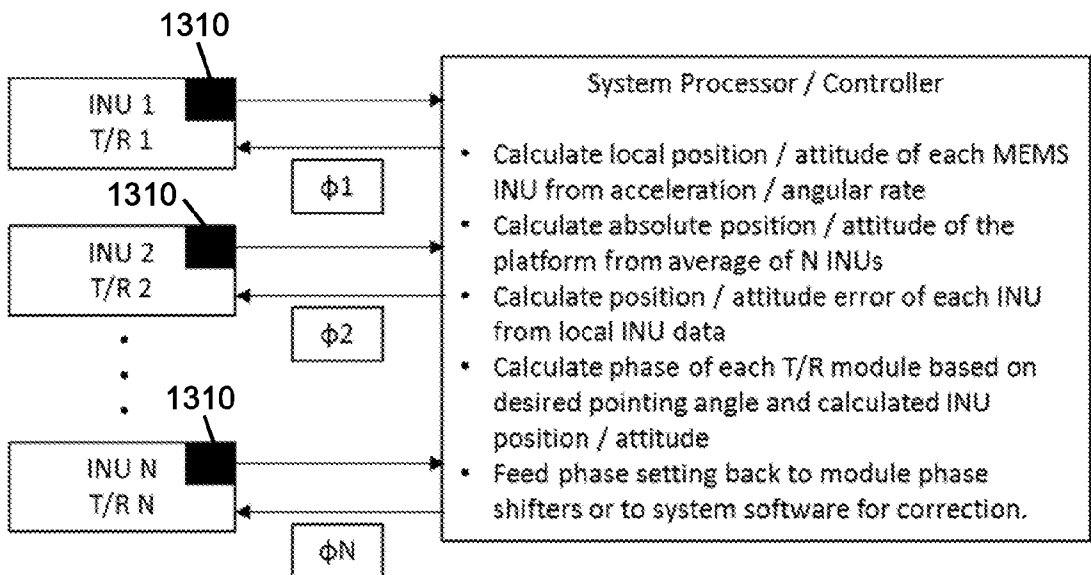 1310
INU 1
T/R 1
ϕ1
1310
INU 2
T/R 2
ϕ2
1310
INU N
T/R N
ϕN
System Processor / Controller
• Calculate local position / attitude of each MEMS
INU from acceleration / angular rate
• Calculate absolute position / attitude of the
platform from average of N INUs
• Calculate position / attitude error of each INU
from local INU data
• Calculate phase of each T/R module based on
desired pointing angle and calculated INU
position / attitude
• Feed phase setting back to module phase
shifters or to system software for correction.